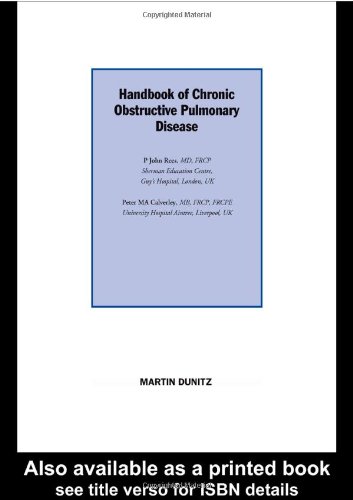 Copyrighted Material
Handbook of Chronic
Obstructive Pulmonary
Disease
P John Rees, MD, FRCP
Sherman Education Centre,
Guy's Hospital, London, UK
Peter MA Calverley, MB, FRCP, FRCPE
University Hospital Aintree, Liverpool, UK
MARTIN DUNITZ
Also available as a printed book
see title verso for ISBN details